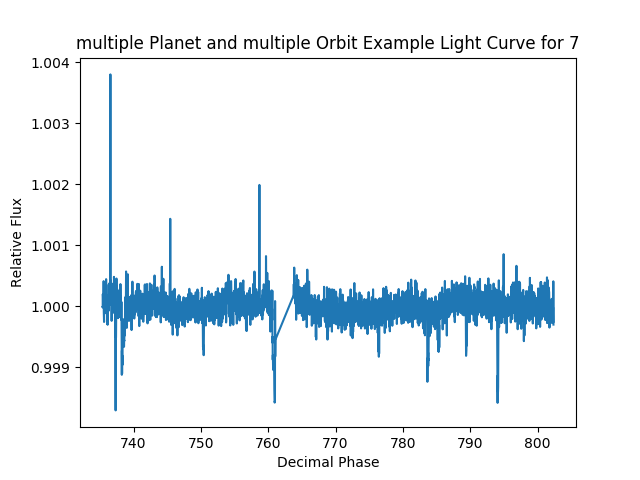 multiple Planet and multiple Orbit Example Light Curve for 7
1.004
1.003
1.002
1.001
1.000
0.999
Relative Flux
740 750 760 770 780 790 800
Decimal Phase